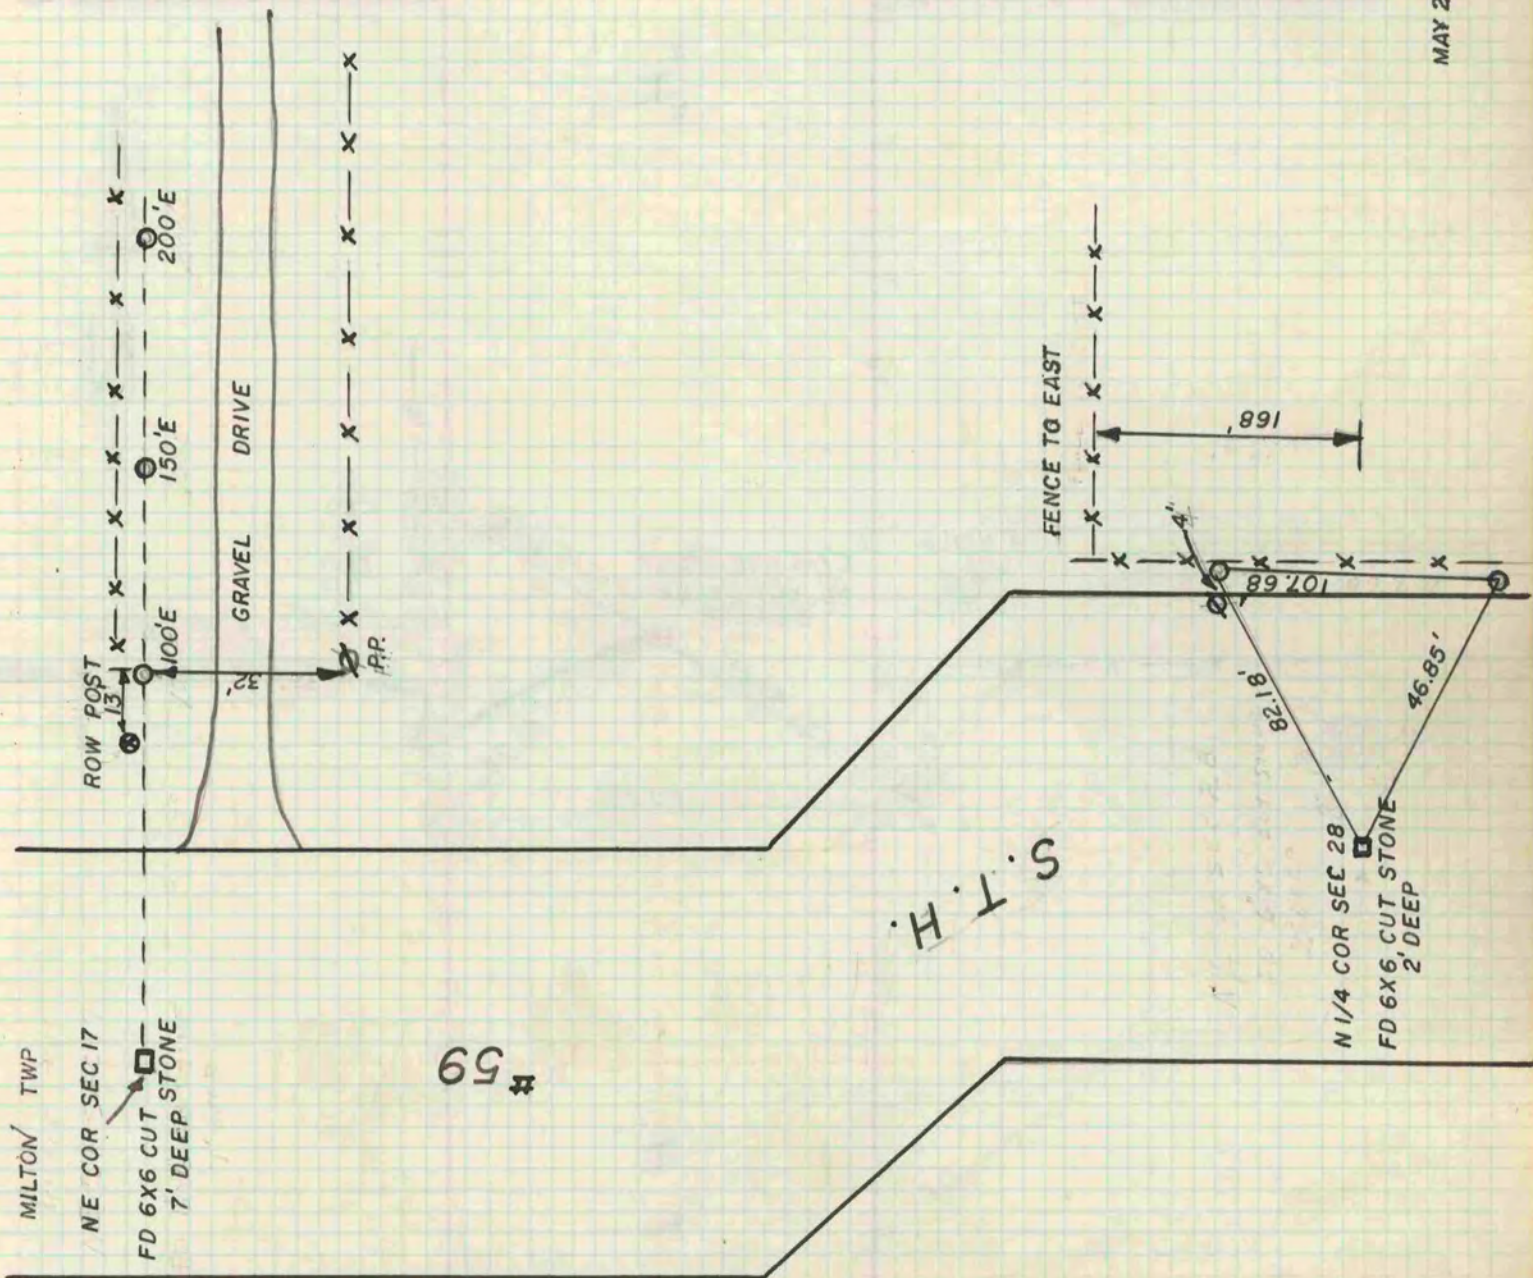 MILTON TWP
NE COR SEC 17
FD 6X6 CUT STONE
7' DEEP
ROW POST
13'
100'E
150'E
200'E
32'
P.P.
GRAVEL DRIVE
S.T.H.
#59
FENCE TO EAST
168'
4"
107.68'
82.18'
46.85'
N 1/4 COR SEC 28
FD 6X6 CUT STONE
2' DEEP
MAY 2